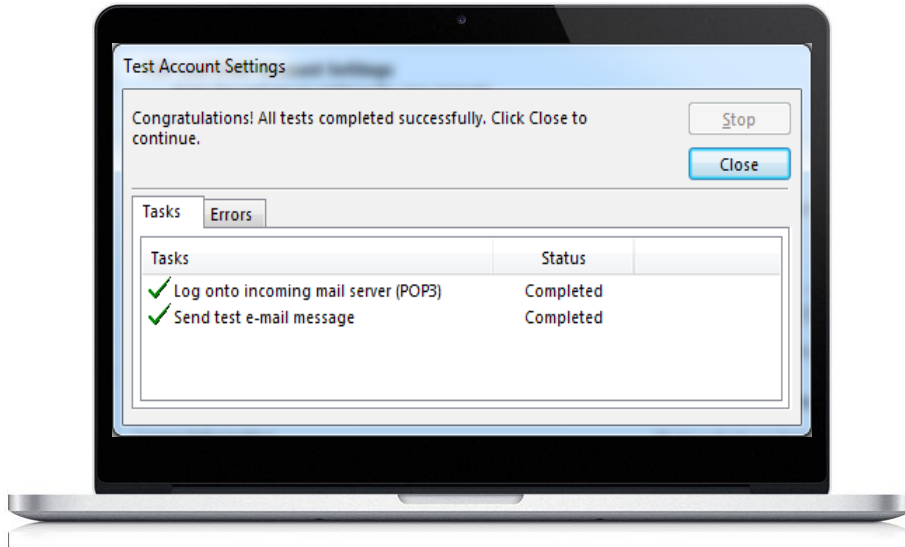 Test Account Settings
Congratulations! All tests completed successfully. Click Close to
continue.
Stop
Close
Tasks
Errors
Tasks Status
Log onto incoming mail server (POP3) Completed
Send test e-mail message Completed